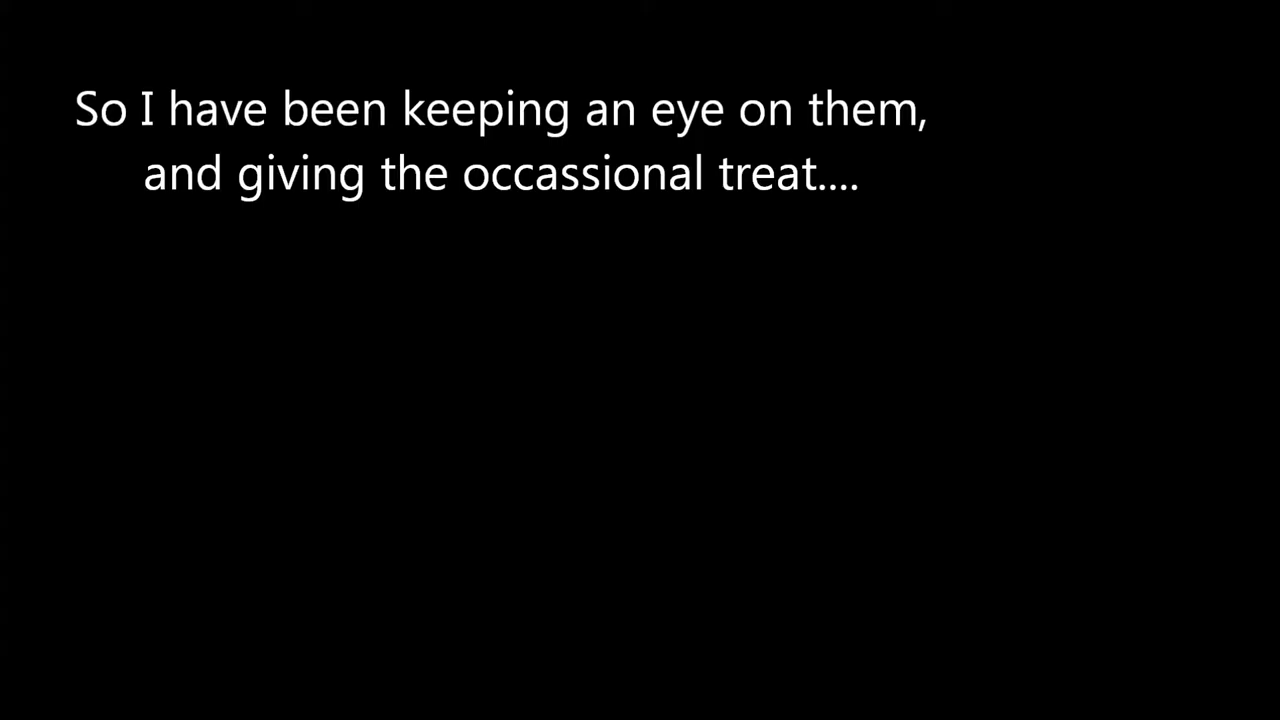 So I have been keeping an eye on them,
and giving the occassional treat....